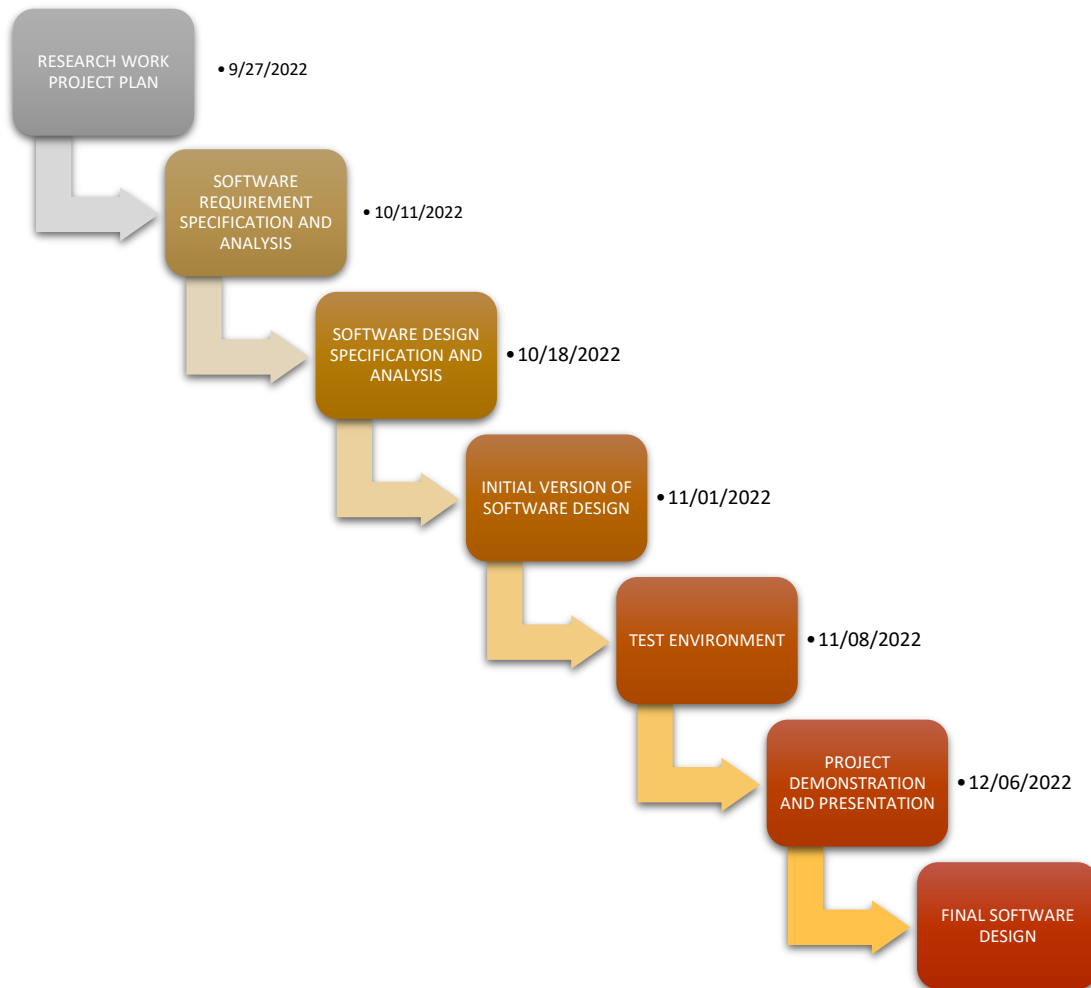 RESEARCH WORK
PROJECT PLAN
• 9/27/2022
SOFTWARE
REQUIREMENT
SPECIFICATION AND
ANALYSIS
• 10/11/2022
SOFTWARE DESIGN
SPECIFICATION AND
ANALYSIS
• 10/18/2022
INITIAL VERSION OF
SOFTWARE DESIGN
• 11/01/2022
TEST ENVIRONMENT
• 11/08/2022
PROJECT
DEMONSTRATION
AND PRESENTATION
• 12/06/2022
FINAL SOFTWARE
DESIGN